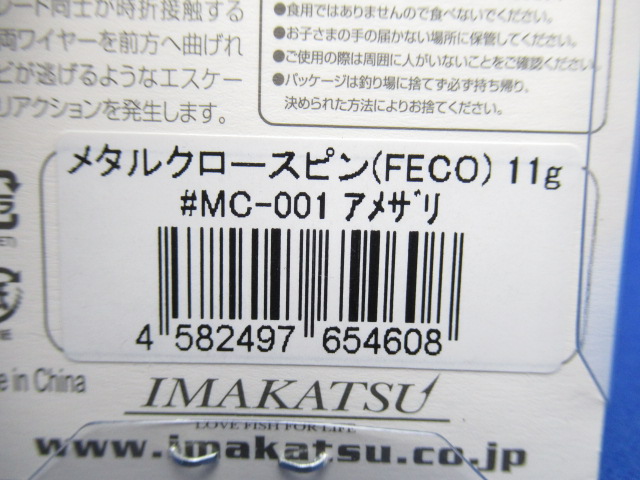 レート同士が時折接触する
両ワイヤーを前方へ曲げれ
ビが逃げるようなエスケー
リアクションを発生します。
●食用ではありませんので食べないでください。
●お子さまの手の届かない場所に保管してください。
●ご使用の際は周囲に人がいないことをご確認ください。
●パッケージは釣り場に捨てず必ず持ち帰り、
決められた方法によりお捨てください。
メタルクロースピン(FECO) 11g
#MC-001 アメザリ
4 582497 654608
e in China
IMAKATSU
LOVE FISH FOR LIFE
www.imakatsu.co.jp